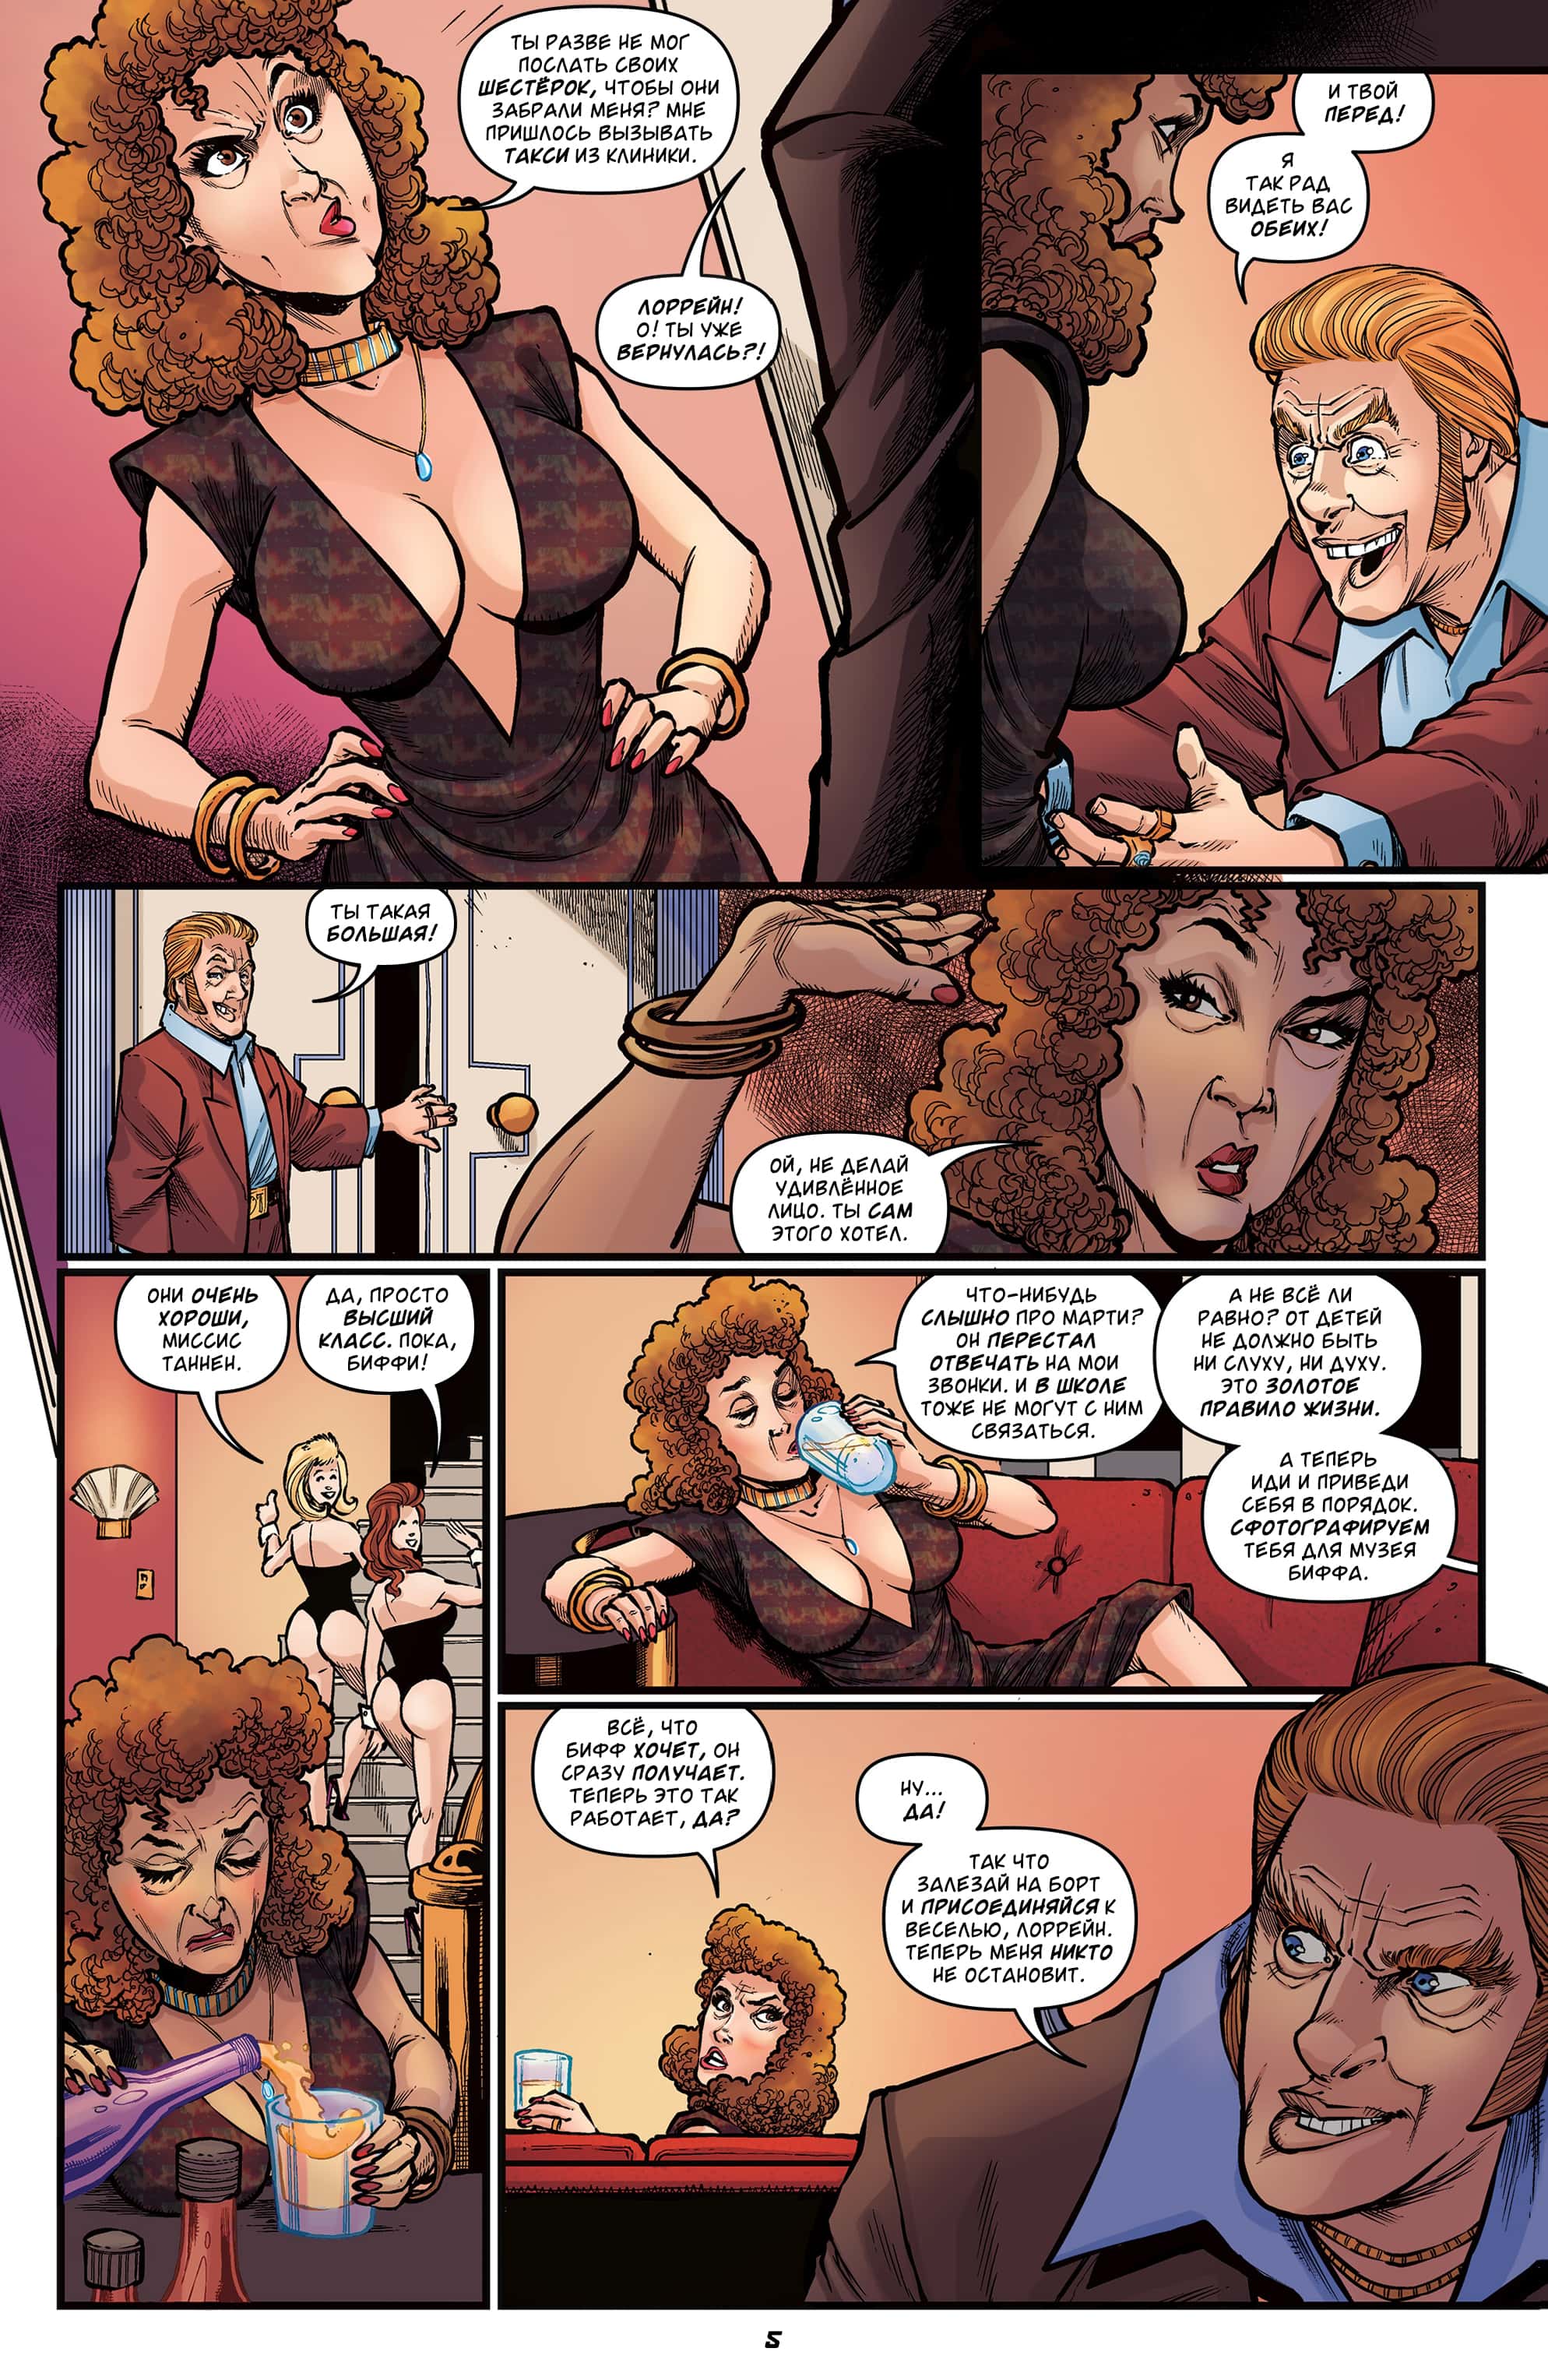 ТЫ РАЗВЕ НЕ МОГ
ПОСЛАТЬ СВОИХ
ШЕСТЁРОК, ЧТОБЫ ОНИ
ЗАБРАЛИ МЕНЯ? МНЕ
ПРИШЛОСЬ ВЫЗЫВАТЬ
ТАКСИ ИЗ КЛИНИКИ.
ЛОРРЕЙН!
О! ТЫ УЖЕ
ВЕРНУЛАСЬ?!
И ТВОЙ
ПЕРЕД!
Я
ТАК РАД
ВИДЕТЬ ВАС
ОБЕИХ!
ТЫ ТАКАЯ
БОЛЬШАЯ!
ОЙ, НЕ ДЕЛАЙ
УДИВЛЁННОЕ
ЛИЦО. ТЫ САМ
ЭТОГО ХОТЕЛ.
ОНИ ОЧЕНЬ
ХОРОШИ,
МИССИС
ТАННЕН.
ДА, ПРОСТО
ВЫСШИЙ
КЛАСС. ПОКА,
БИФФИ!
ЧТО-НИБУДЬ
СЛЫШНО ПРО МАРТИ?
ОН ПЕРЕСТАЛ
ОТВЕЧАТЬ НА МОИ
ЗВОНКИ. И В ШКОЛЕ
ТОЖЕ НЕ МОГУТ С НИМ
СВЯЗАТЬСЯ.
А НЕ ВСЁ ЛИ
РАВНО? ОТ ДЕТЕЙ
НЕ ДОЛЖНО БЫТЬ
НИ СЛУХУ, НИ ДУХУ.
ЭТО ЗОЛОТОЕ
ПРАВИЛО ЖИЗНИ.
А ТЕПЕРЬ
ИДИ И ПРИВЕДИ
СЕБЯ В ПОРЯДОК.
СФОТОГРАФИРУЕМ
ТЕБЯ ДЛЯ МУЗЕЯ
БИФФА.
ВСЁ, ЧТО
БИФФ ХОЧЕТ, ОН
СРАЗУ ПОЛУЧАЕТ.
ТЕПЕРЬ ЭТО ТАК
РАБОТАЕТ, ДА?
НУ...
ДА!
ТАК ЧТО
ЗАЛЕЗАЙ НА БОРТ
И ПРИСОЕДИНЯЙСЯ К
ВЕСЕЛЬЮ, ЛОРРЕЙН.
ТЕПЕРЬ МЕНЯ НИКТО
НЕ ОСТАНОВИТ.
5